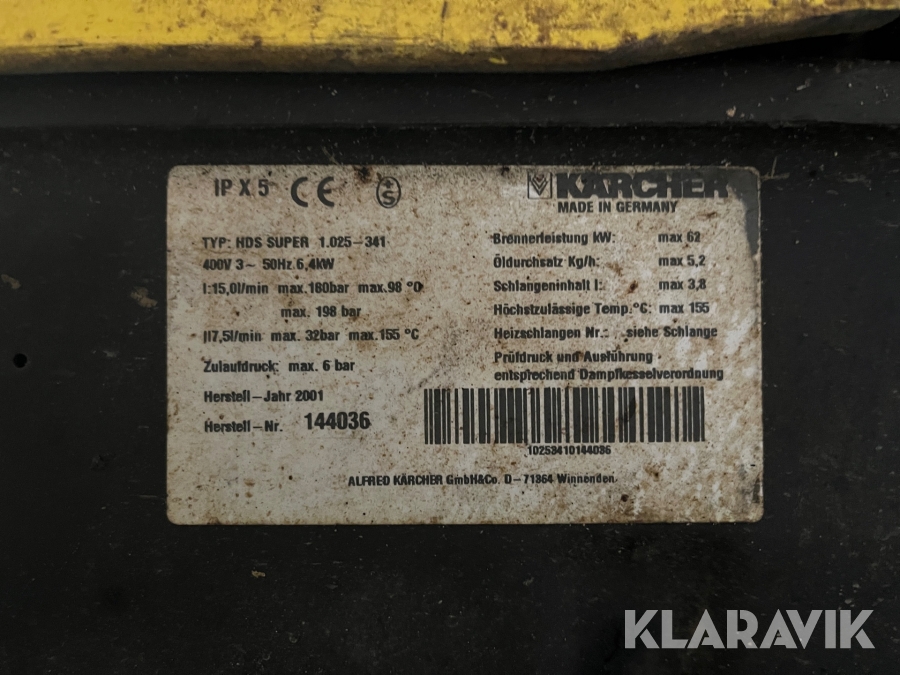 IP X 5 CE
KÄRCHER
MADE IN GERMANY
TYP: HDS SUPER 1.025-341
400V 3~ 50Hz 6,4kW
I:15,0l/min max.180bar max.98 °C
max. 198 bar
II7,5l/min max. 32bar max.155 °C
Zulaufdruck: max. 6 bar
Herstell-Jahr 2001
Herstell-Nr. 144036
Brennerleistung kW: max 62
Öldurchsatz Kg/h: max 5,2
Schlangeninhalt l: max 3,8
Höchstzulässige Temp.°C: max 155
Heizschlangen Nr.: siehe Schlange
Prüfdruck und Ausführung
entsprechend Dampfkesselverordnung
10253410144036
ALFRED KÄRCHER GmbH&Co. D-71364 Winnenden
KLARAVIK